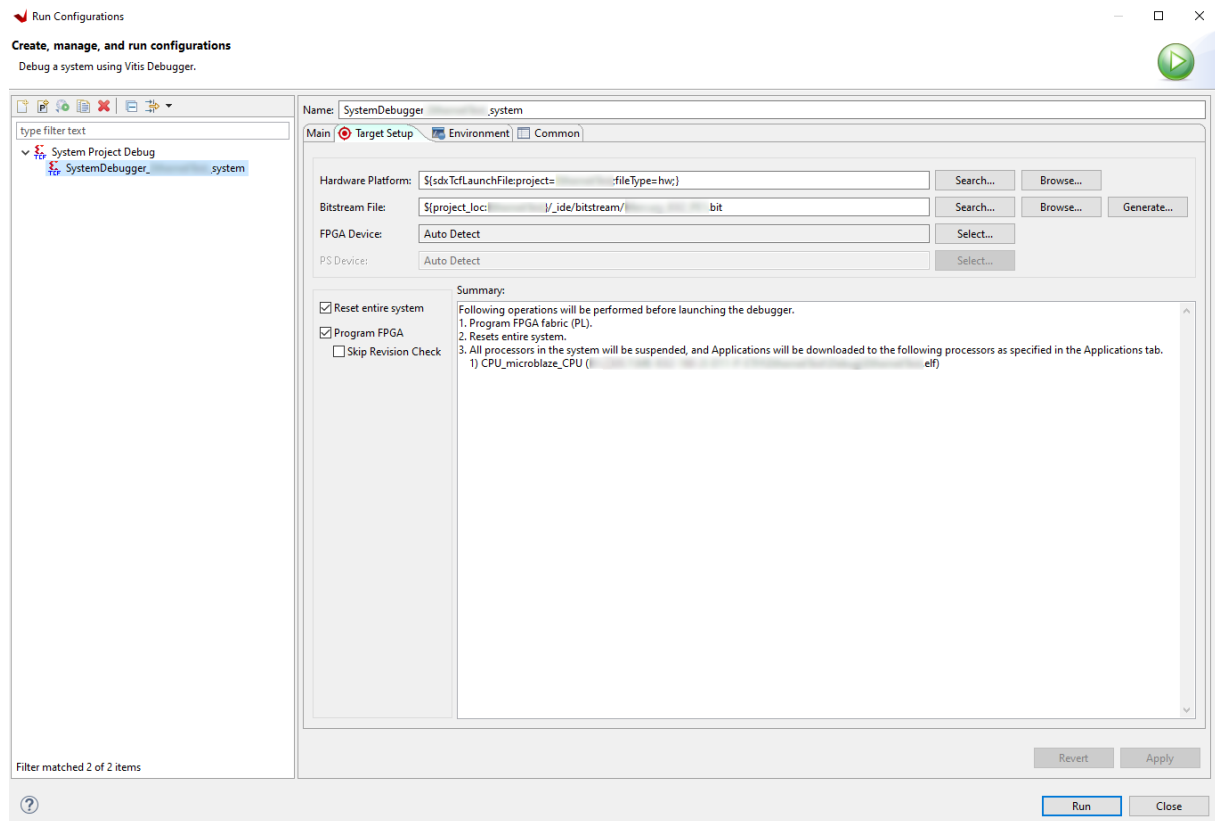 Run Configurations
Create, manage, and run configurations
Debug a system using Vitis Debugger.
type filter text
System Project Debug
SystemDebugger_ system
Filter matched 2 of 2 items
Name: SystemDebugger _system
Main Target Setup Environment Common
Hardware Platform: ${sdxTcfLaunchFile:project= ;fileType=hw;} Search... Browse...
Bitstream File: ${project_loc: }/_ide/bitstream/ .bit Search... Browse... Generate...
FPGA Device: Auto Detect Select...
PS Device: Auto Detect Select...
Reset entire system
Program FPGA
Skip Revision Check
Summary:
Following operations will be performed before launching the debugger.
1. Program FPGA fabric (PL).
2. Resets entire system.
3. All processors in the system will be suspended, and Applications will be downloaded to the following processors as specified in the Applications tab.
1) CPU_microblaze_CPU ( elf)
Revert Apply
Run Close